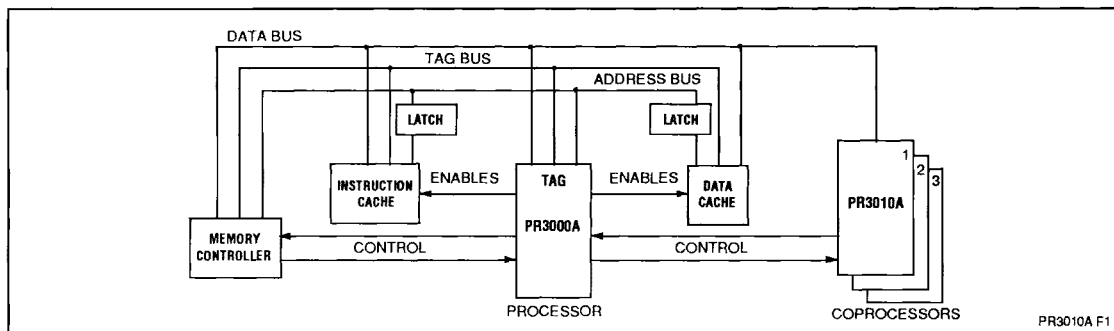 DATA BUS
TAG BUS
ADDRESS BUS
LATCH
LATCH
INSTRUCTION
CACHE
ENABLES
TAG
PR3000A
ENABLES
DATA
CACHE
1
2
3
PR3010A
MEMORY
CONTROLLER
CONTROL
CONTROL
PROCESSOR
COPROCESSORS
PR3010A F1